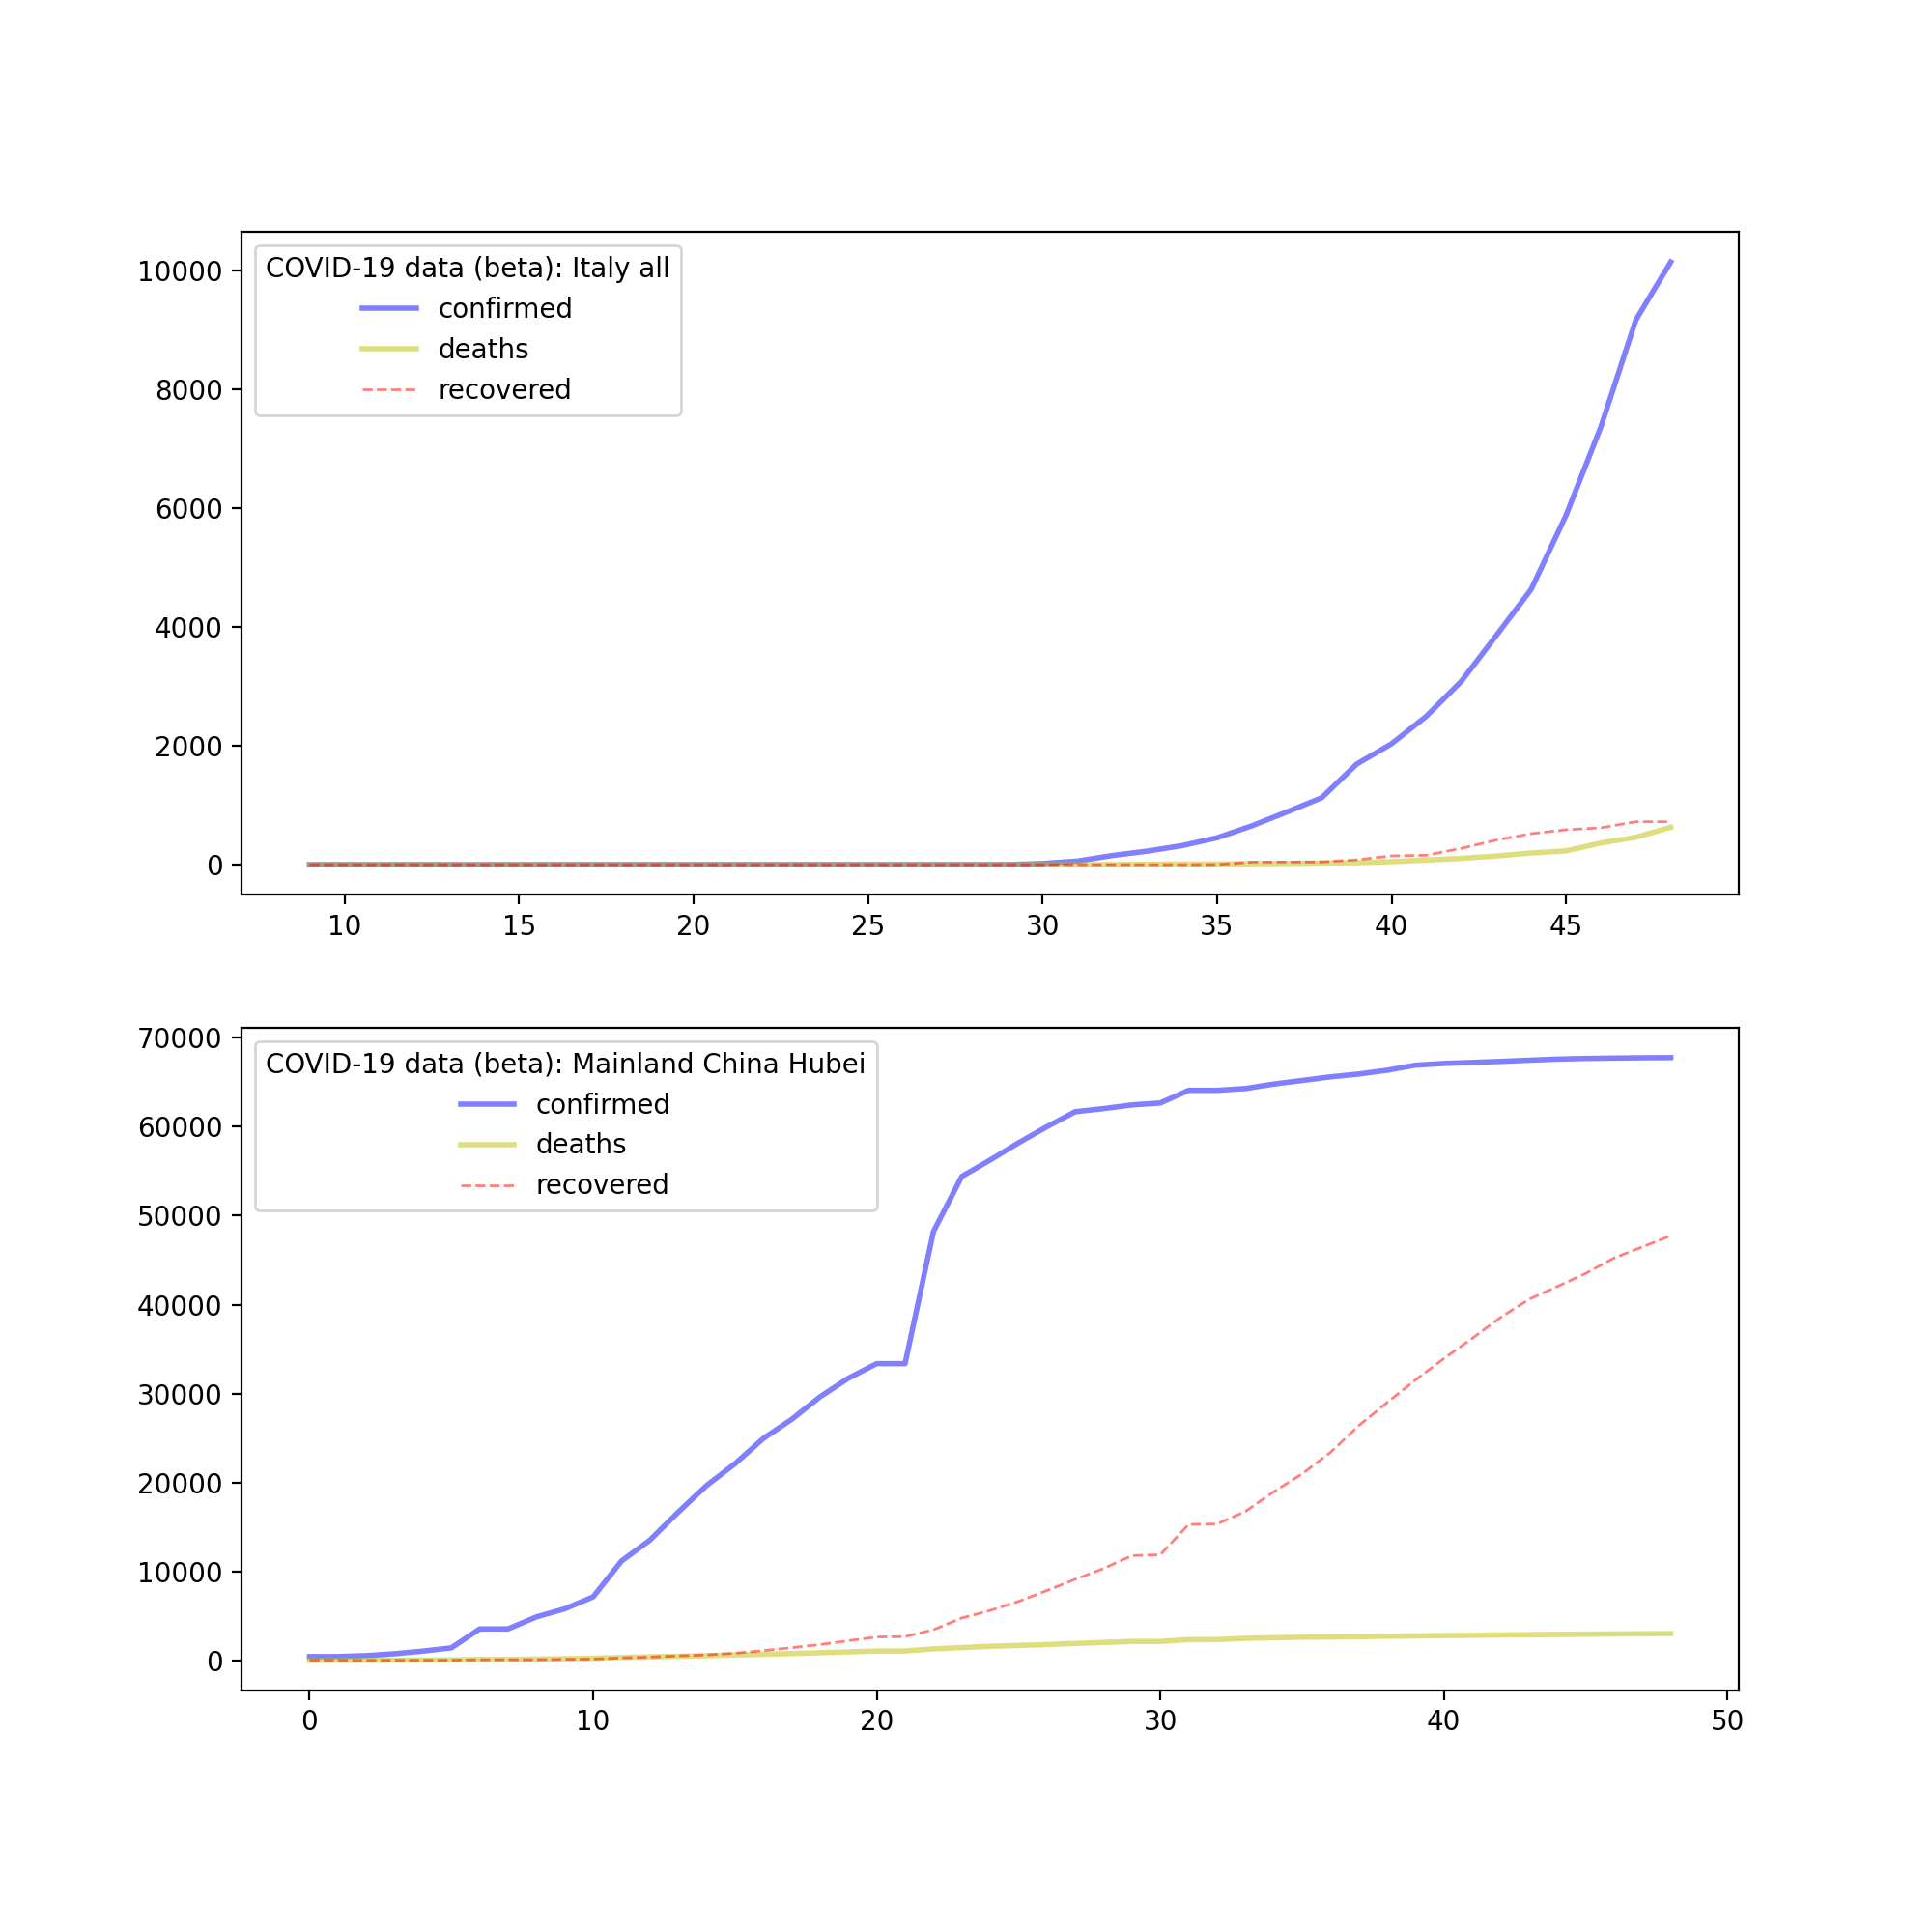 COVID-19 data (beta): Italy all
confirmed
deaths
recovered
10000
8000
6000
4000
2000
0
10 15 20 25 30 35 40 45
COVID-19 data (beta): Mainland China Hubei
confirmed
deaths
recovered
70000
60000
50000
40000
30000
20000
10000
0
0 10 20 30 40 50